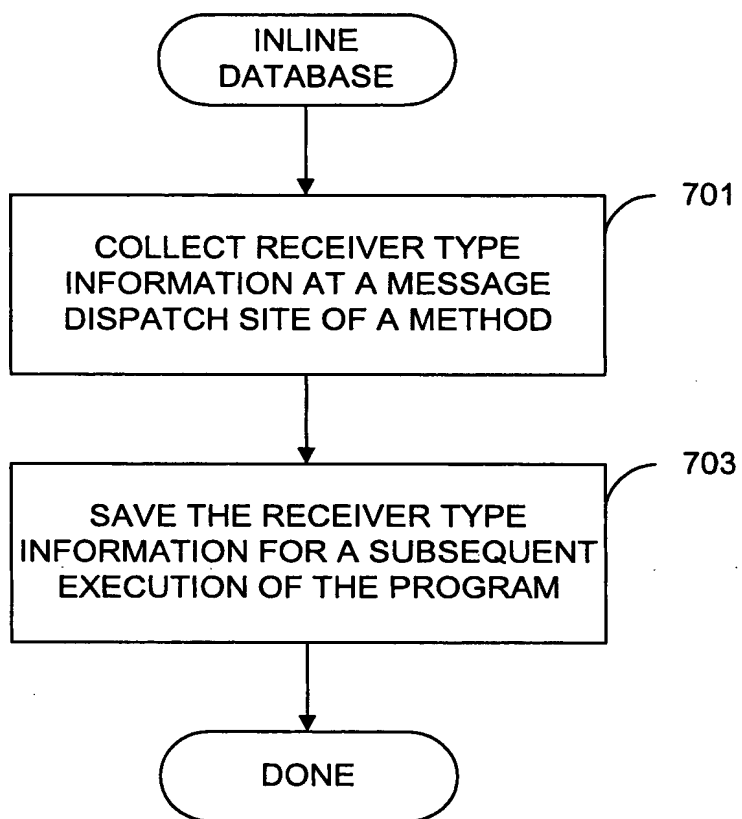 INLINE
DATABASE
701
COLLECT RECEIVER TYPE
INFORMATION AT A MESSAGE
DISPATCH SITE OF A METHOD
703
SAVE THE RECEIVER TYPE
INFORMATION FOR A SUBSEQUENT
EXECUTION OF THE PROGRAM
DONE